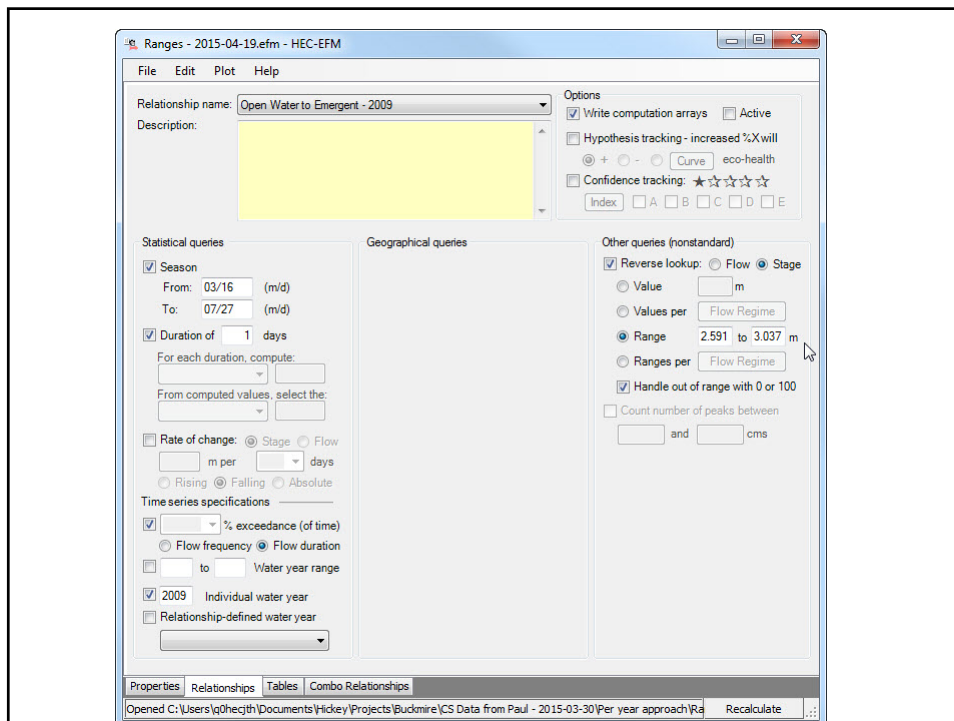 Ranges - 2015-04-19.efm - HEC-EFM
File Edit Plot Help
Relationship name: Open Water to Emergent - 2009
Description:
Options
Write computation arrays Active
Hypothesis tracking - increased %X will
+ - Curve eco-health
Confidence tracking: ★☆☆☆☆
Index A B C D E
Statistical queries
Season
From: 03/16 (m/d)
To: 07/27 (m/d)
Duration of 1 days
For each duration, compute:
From computed values, select the:
Rate of change: Stage Flow
m per days
Rising Falling Absolute
Time series specifications
% exceedance (of time)
Flow frequency Flow duration
to Water year range
2009 Individual water year
Relationship-defined water year
Geographical queries
Other queries (nonstandard)
Reverse lookup: Flow Stage
Value m
Values per Flow Regime
Range 2.591 to 3.037 m
Ranges per Flow Regime
Handle out of range with 0 or 100
Count number of peaks between
and cms
Properties Relationships Tables Combo Relationships
Opened C:\Users\q0hecjth\Documents\Hickey\Projects\Buckmire\CS Data from Paul - 2015-03-30\Per year approach\Ra Recalculate